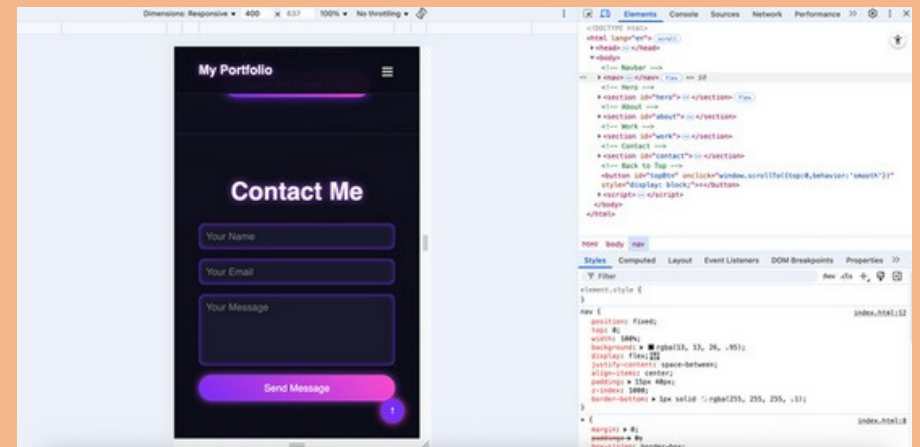 Dimensions: Responsive ▾ 400 × 837 100% ▾ No throttling ▾
My Portfolio
Contact Me
Your Name
Your Email
Your Message
Send Message
↑
Elements Console Sources Network Performance
<!DOCTYPE html>
<html lang="en"> scroll
<head> </head>
<body>
<!-- Navbar -->
<nav> </nav> flex == $0
<!-- Hero -->
<section id="hero"> </section> flex
<!-- About -->
<section id="about"> </section>
<!-- Work -->
<section id="work"> </section>
<!-- Contact -->
<section id="contact"> </section>
<!-- Back to Top -->
<button id="topBtn" onclick="window.scrollTo({top:0,behavior:'smooth'})"
style="display: block;">↑</button>
<script> </script>
</body>
</html>
html body nav
Styles Computed Layout Event Listeners DOM Breakpoints Properties
Filter :hov .cls +
element.style {
}
nav { index.html:12
position: fixed;
top: 0;
width: 100%;
background: rgba(13, 13, 26, .95);
display: flex;
justify-content: space-between;
align-items: center;
padding: 15px 40px;
z-index: 1000;
border-bottom: 1px solid rgba(255, 255, 255, .1);
}
* { index.html:8
margin: 0;
padding: 0;